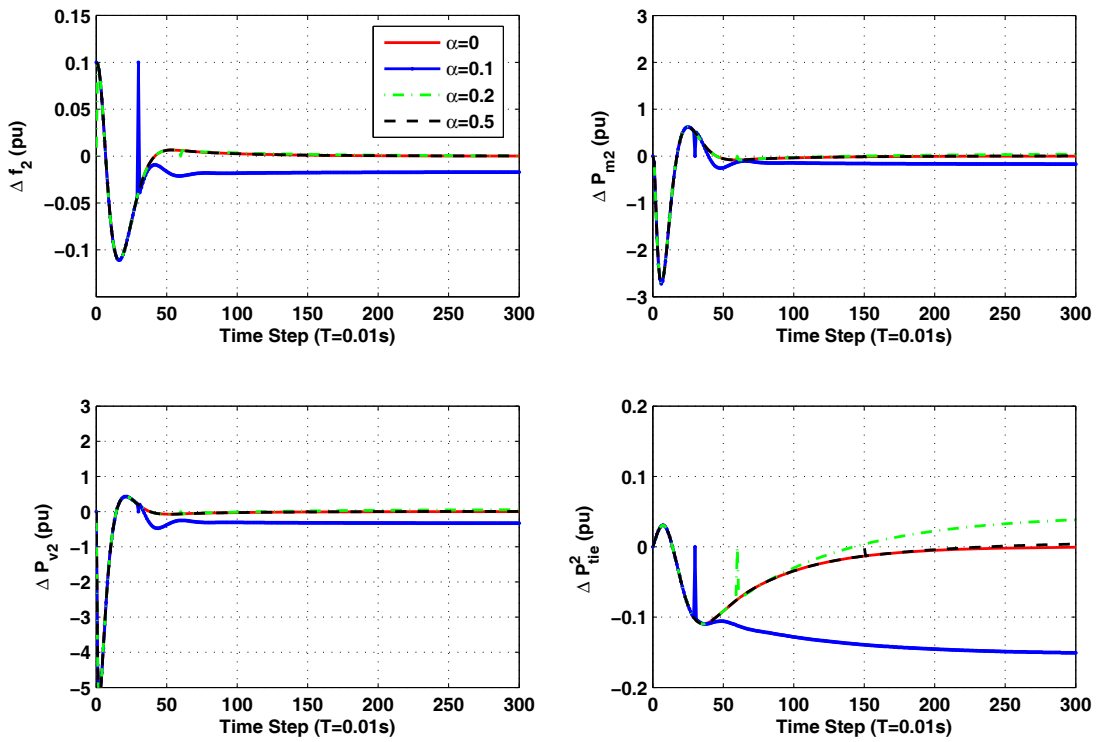 0.15
0.1
0.05
0
−0.05
−0.1
Δ f2 (pu)
0 50 100 150 200 250 300
Time Step (T=0.01s)
α=0
α=0.1
α=0.2
α=0.5
3
2
1
0
−1
−2
−3
Δ Pm2 (pu)
0 50 100 150 200 250 300
Time Step (T=0.01s)
3
2
1
0
−1
−2
−3
−4
−5
Δ Pv2 (pu)
0 50 100 150 200 250 300
Time Step (T=0.01s)
0.2
0.1
0
−0.1
−0.2
Δ P²tie (pu)
0 50 100 150 200 250 300
Time Step (T=0.01s)